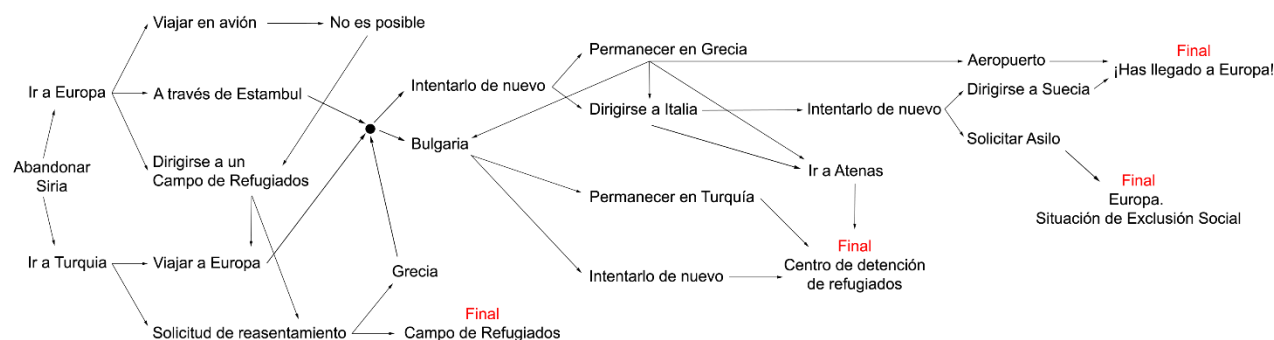 Viajar en avión
No es posible
Permanecer en Grecia
Final
Aeropuerto
¡Has llegado a Europa!
Ir a Europa
A través de Estambul
Intentarlo de nuevo
Dirigirse a Suecia
Dirigirse a Italia
Intentarlo de nuevo
Bulgaria
Solicitar Asilo
Abandonar
Siria
Dirigirse a un
Campo de Refugiados
Ir a Atenas
Final
Permanecer en Turquía
Europa.
Situación de Exclusión Social
Final
Ir a Turquia
Viajar a Europa
Grecia
Intentarlo de nuevo
Centro de detención
de refugiados
Final
Solicitud de reasentamiento
Campo de Refugiados